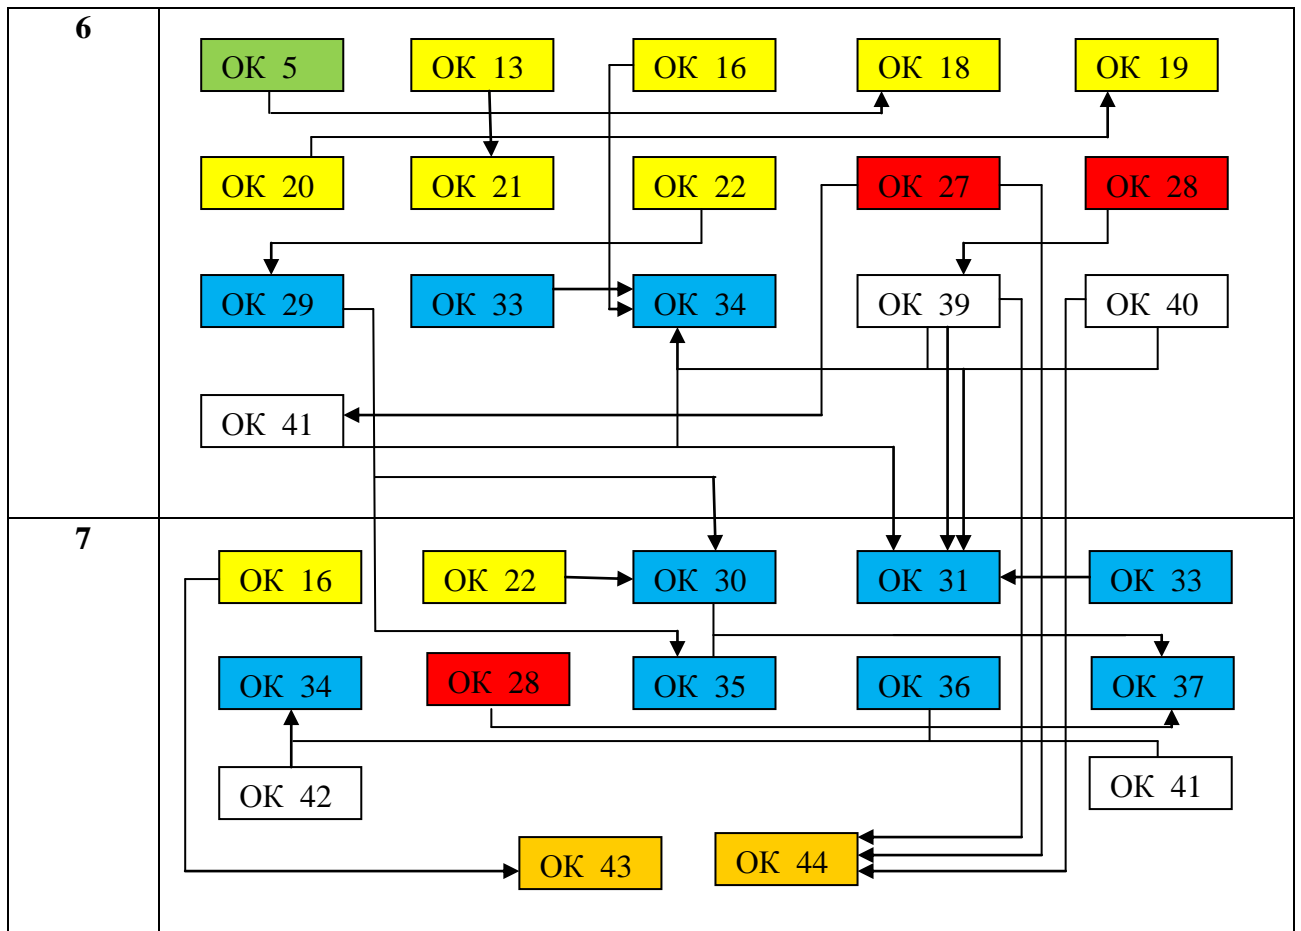 6
ОК 5 ОК 13 ОК 16 ОК 18 ОК 19
ОК 20 ОК 21 ОК 22 ОК 27 ОК 28
ОК 29 ОК 33 ОК 34 ОК 39 ОК 40
ОК 41
7
ОК 16 ОК 22 ОК 30 ОК 31 ОК 33
ОК 34 ОК 28 ОК 35 ОК 36 ОК 37
ОК 42 ОК 41
ОК 43 ОК 44